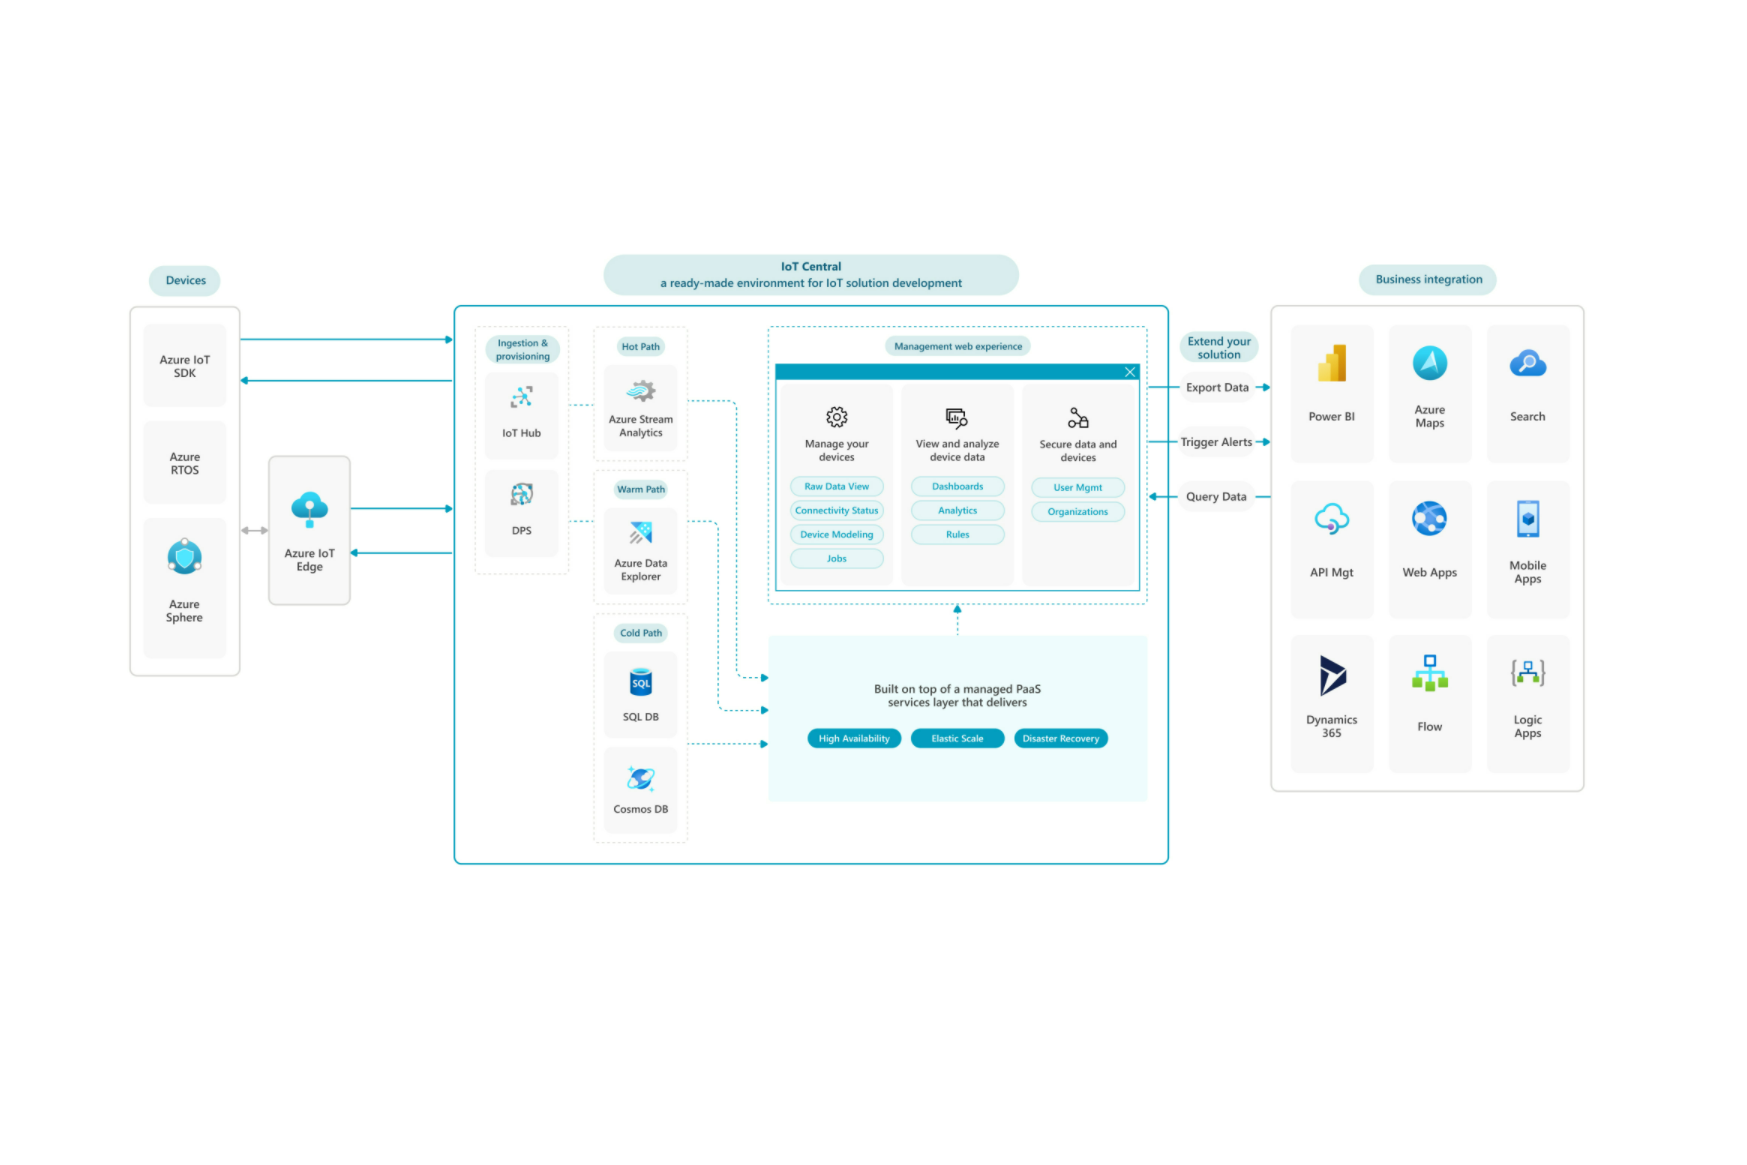 Devices
Azure IoT
SDK
Azure
RTOS
Azure
Sphere
Azure IoT
Edge
IoT Central
a ready-made environment for IoT solution development
Ingestion &
provisioning
IoT Hub
DPS
Hot Path
Azure Stream
Analytics
Warm Path
Azure Data
Explorer
Cold Path
SQL
SQL DB
Cosmos DB
Management web experience
Manage your
devices
Raw Data View
Connectivity Status
Device Modeling
Jobs
View and analyze
device data
Dashboards
Analytics
Rules
Secure data and
devices
User Mgmt
Organizations
Built on top of a managed PaaS
services layer that delivers
High Availability
Elastic Scale
Disaster Recovery
Extend your
solution
Export Data
Trigger Alerts
Query Data
Business integration
Power BI
Azure
Maps
Search
API Mgt
Web Apps
Mobile
Apps
Dynamics
365
Flow
Logic
Apps